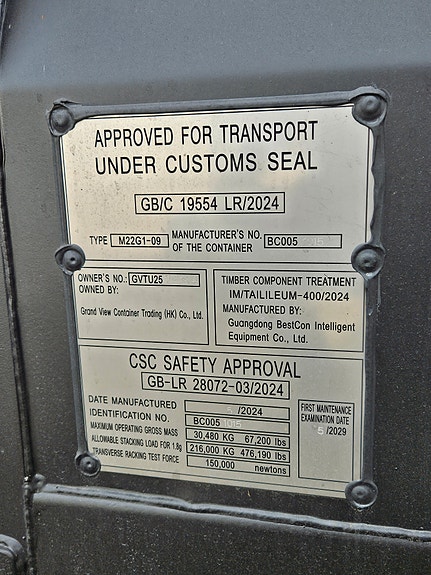 APPROVED FOR TRANSPORT
UNDER CUSTOMS SEAL
GB/C 19554 LR/2024
TYPE M22G1-09 MANUFACTURER'S NO. OF THE CONTAINER BC005
OWNER'S NO.: GVTU25
OWNED BY:
Grand View Container Trading (HK) Co., Ltd.
TIMBER COMPONENT TREATMENT
IM/TAILILEUM-400/2024
MANUFACTURED BY:
Guangdong BestCon Intelligent
Equipment Co., Ltd.
CSC SAFETY APPROVAL
GB-LR 28072-03/2024
DATE MANUFACTURED /2024
IDENTIFICATION NO. BC005
MAXIMUM OPERATING GROSS MASS 30,480 KG 67,200 lbs
ALLOWABLE STACKING LOAD FOR 1.8g 216,000 KG 476,190 lbs
TRANSVERSE RACKING TEST FORCE 150,000 newtons
FIRST MAINTENANCE
EXAMINATION DATE
/2029